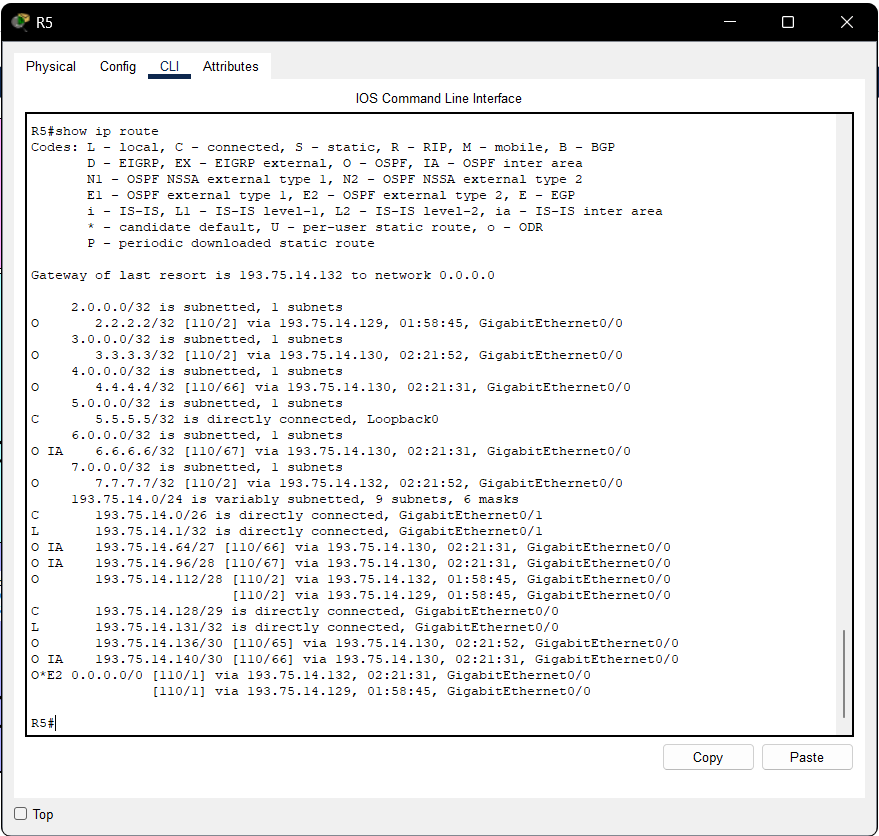 R5
Physical Config CLI Attributes
IOS Command Line Interface
R5#show ip route
Codes: L - local, C - connected, S - static, R - RIP, M - mobile, B - BGP
D - EIGRP, EX - EIGRP external, O - OSPF, IA - OSPF inter area
N1 - OSPF NSSA external type 1, N2 - OSPF NSSA external type 2
E1 - OSPF external type 1, E2 - OSPF external type 2, E - EGP
i - IS-IS, L1 - IS-IS level-1, L2 - IS-IS level-2, ia - IS-IS inter area
* - candidate default, U - per-user static route, o - ODR
P - periodic downloaded static route
Gateway of last resort is 193.75.14.132 to network 0.0.0.0
2.0.0.0/32 is subnetted, 1 subnets
O 2.2.2.2/32 [110/2] via 193.75.14.129, 01:58:45, GigabitEthernet0/0
3.0.0.0/32 is subnetted, 1 subnets
O 3.3.3.3/32 [110/2] via 193.75.14.130, 02:21:52, GigabitEthernet0/0
4.0.0.0/32 is subnetted, 1 subnets
O 4.4.4.4/32 [110/66] via 193.75.14.130, 02:21:31, GigabitEthernet0/0
5.0.0.0/32 is subnetted, 1 subnets
C 5.5.5.5/32 is directly connected, Loopback0
6.0.0.0/32 is subnetted, 1 subnets
O IA 6.6.6.6/32 [110/67] via 193.75.14.130, 02:21:31, GigabitEthernet0/0
7.0.0.0/32 is subnetted, 1 subnets
O 7.7.7.7/32 [110/2] via 193.75.14.132, 02:21:52, GigabitEthernet0/0
193.75.14.0/24 is variably subnetted, 9 subnets, 6 masks
C 193.75.14.0/26 is directly connected, GigabitEthernet0/1
L 193.75.14.1/32 is directly connected, GigabitEthernet0/1
O IA 193.75.14.64/27 [110/66] via 193.75.14.130, 02:21:31, GigabitEthernet0/0
O IA 193.75.14.96/28 [110/67] via 193.75.14.130, 02:21:31, GigabitEthernet0/0
O 193.75.14.112/28 [110/2] via 193.75.14.132, 01:58:45, GigabitEthernet0/0
[110/2] via 193.75.14.129, 01:58:45, GigabitEthernet0/0
C 193.75.14.128/29 is directly connected, GigabitEthernet0/0
L 193.75.14.131/32 is directly connected, GigabitEthernet0/0
O 193.75.14.136/30 [110/65] via 193.75.14.130, 02:21:52, GigabitEthernet0/0
O IA 193.75.14.140/30 [110/66] via 193.75.14.130, 02:21:31, GigabitEthernet0/0
O*E2 0.0.0.0/0 [110/1] via 193.75.14.132, 02:21:31, GigabitEthernet0/0
[110/1] via 193.75.14.129, 01:58:45, GigabitEthernet0/0
R5#
Copy Paste
Top